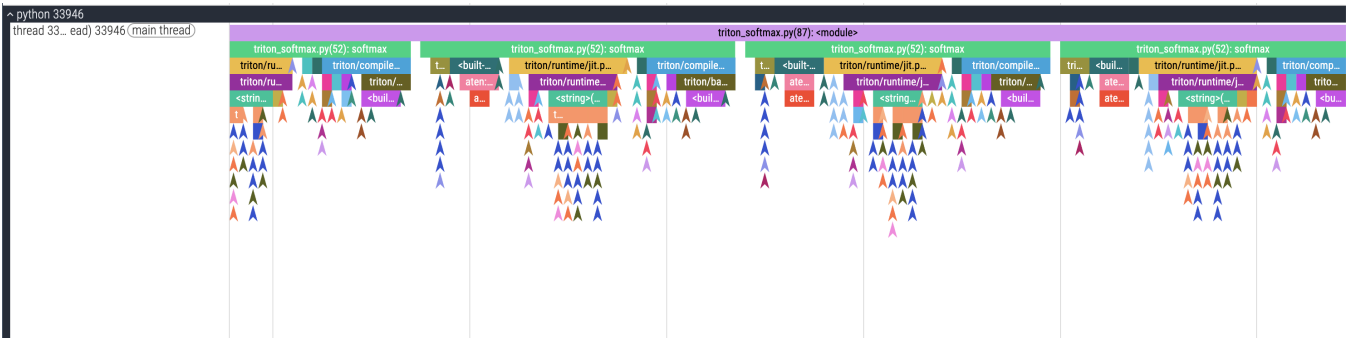 python 33946
thread 33... ead) 33946 main thread
triton_softmax.py(87): <module>
triton_softmax.py(52): softmax triton_softmax.py(52): softmax triton_softmax.py(52): softmax triton_softmax.py(52): softmax
triton/ru... triton/compile... t... <built-... triton/runtime/jit.p... triton/compile... t... <built-... triton/runtime/jit.p... triton/compile... tri... <buil... triton/runtime/jit.p... triton/comp...
triton/ru... triton/... aten:... triton/runtime... triton/ba... ate... triton/runtime/j... triton/... ate... triton/runtime/j... trito...
<strin... <buil... a... <string>(... <buil... ate... <string... <buil... ate... <string>(... <bu...
t t...